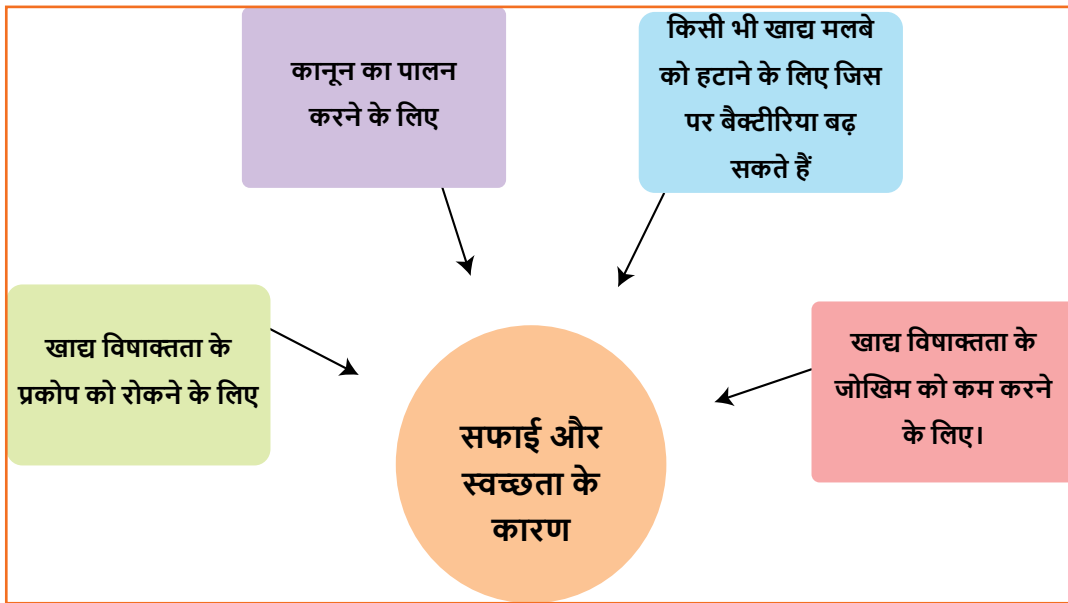 कानून का पालन
करने के लिए
किसी भी खाद्य मलबे
को हटाने के लिए जिस
पर बैक्टीरिया बढ़
सकते हैं
खाद्य विषाक्तता के
प्रकोप को रोकने के लिए
खाद्य विषाक्तता के
जोखिम को कम करने
के लिए।
सफाई और
स्वच्छता के
कारण